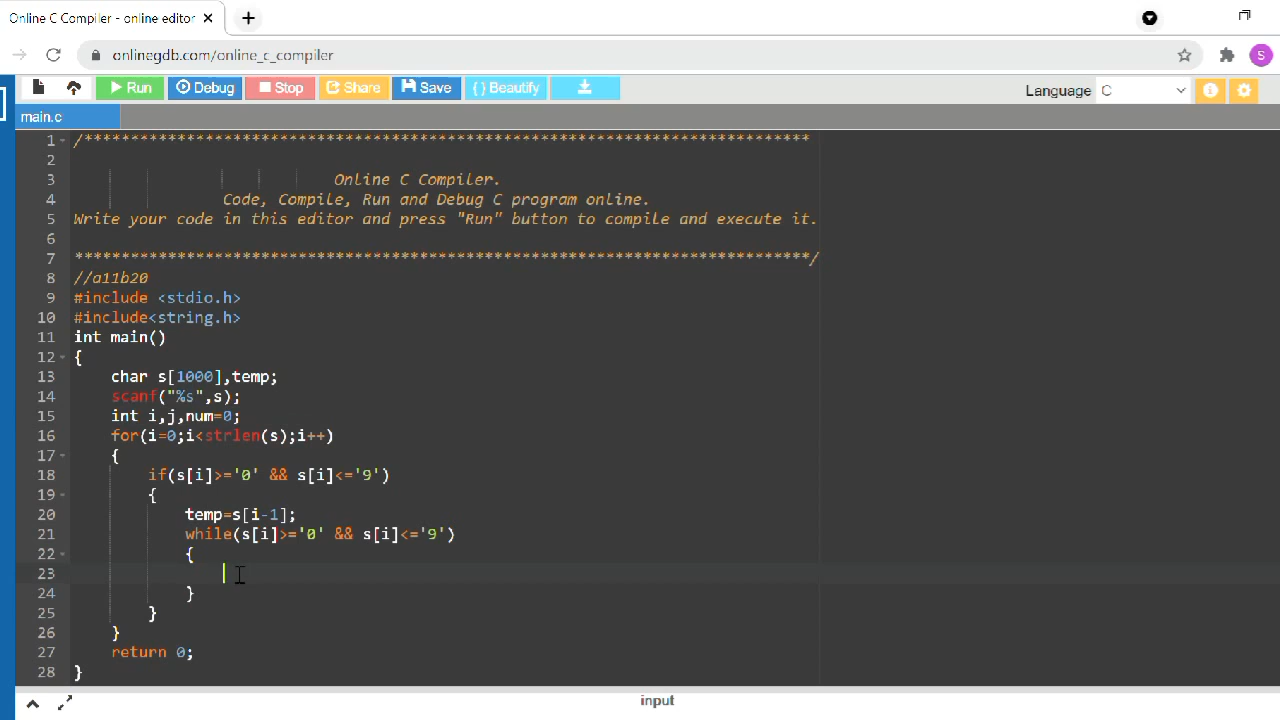 Online C Compiler - online editor
onlinegdb.com/online_c_compiler
S
Run Debug Stop Share Save { } Beautify
Language C
main.c
1 /******************************************************************************
2
3 Online C Compiler.
4 Code, Compile, Run and Debug C program online.
5 Write your code in this editor and press "Run" button to compile and execute it.
6
7 *******************************************************************************/
8 //a11b20
9 #include <stdio.h>
10 #include<string.h>
11 int main()
12 {
13 char s[1000],temp;
14 scanf("%s",s);
15 int i,j,num=0;
16 for(i=0;i<strlen(s);i++)
17 {
18 if(s[i]>='0' && s[i]<='9')
19 {
20 temp=s[i-1];
21 while(s[i]>='0' && s[i]<='9')
22 {
23
24 }
25 }
26 }
27 return 0;
28 }
input